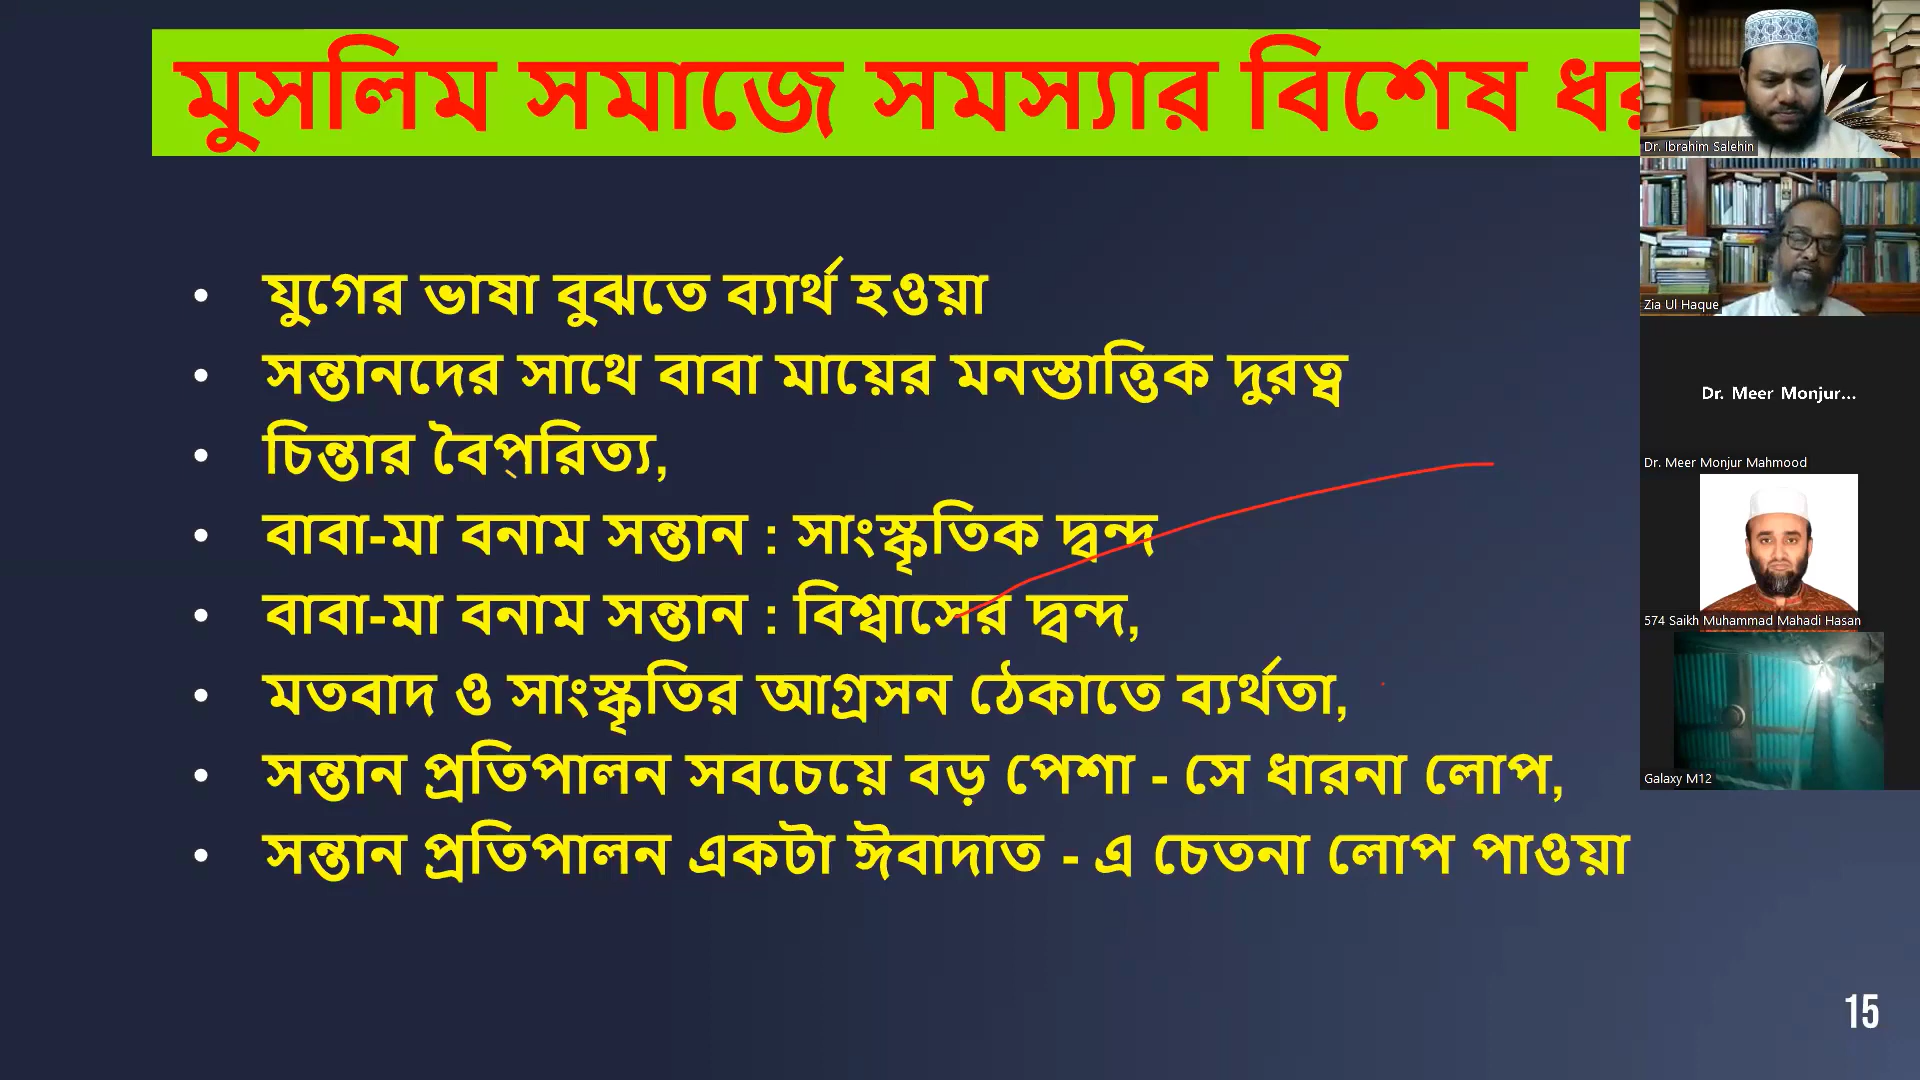 মুসলিম সমাজে সমস্যার বিশেষ
• যুগের ভাষা বুঝতে ব্যার্থ হওয়া
• সন্তানদের সাথে বাবা মায়ের মনস্তাত্তিক দুরত্ব
• চিন্তার বৈপ্‌রিত্য,
• বাবা-মা বনাম সন্তান : সাংস্কৃতিক দ্বন্দ
• বাবা-মা বনাম সন্তান : বিশ্বাসের দ্বন্দ,
• মতবাদ ও সাংস্কৃতির আগ্রসন ঠেকাতে ব্যর্থতা,
• সন্তান প্রতিপালন সবচেয়ে বড় পেশা - সে ধারনা লোপ,
• সন্তান প্রতিপালন একটা ঈবাদাত - এ চেতনা লোপ পাওয়া
15
Dr. Ibrahim Salehin
Zia Ul Haque
Dr. Meer Monjur...
Dr. Meer Monjur Mahmood
574 Saikh Muhammad Mahadi Hasan
Galaxy M12